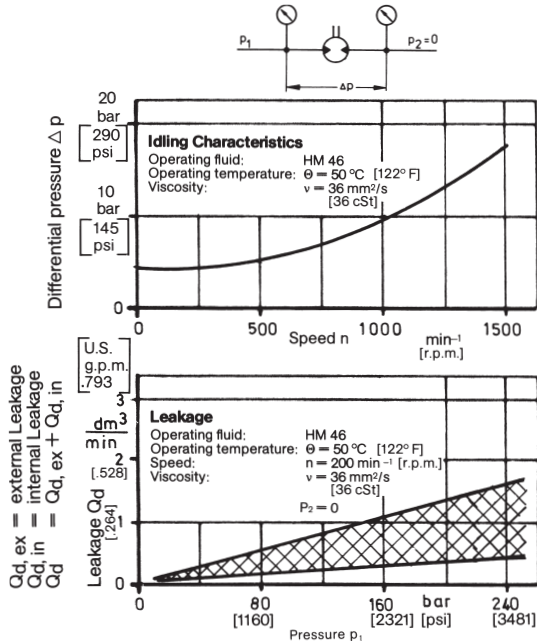 p1
p2=0
Δp
Differential pressure Δ p
20
bar
[290
psi]
10
bar
[145
psi]
0
Idling Characteristics
Operating fluid: HM 46
Operating temperature: Θ = 50 °C [122° F]
Viscosity: ν = 36 mm²/s
[36 cSt]
0 500 1000 1500
Speed n min⁻¹
[r.p.m.]
Qd, ex = external Leakage
Qd, in = internal Leakage
Qd = Qd, ex + Qd, in
Leakage Qd
[U.S.
g.p.m.
.793]
3
dm³
min
2
[.528]
1
[.264]
0
Leakage
Operating fluid: HM 46
Operating temperature: Θ = 50 °C [122° F]
Speed: n = 200 min⁻¹ [r.p.m.]
Viscosity: ν = 36 mm²/s
[36 cSt]
P2 = 0
0 80 160 bar 240
[1160] [2321] [psi] [3481]
Pressure p1